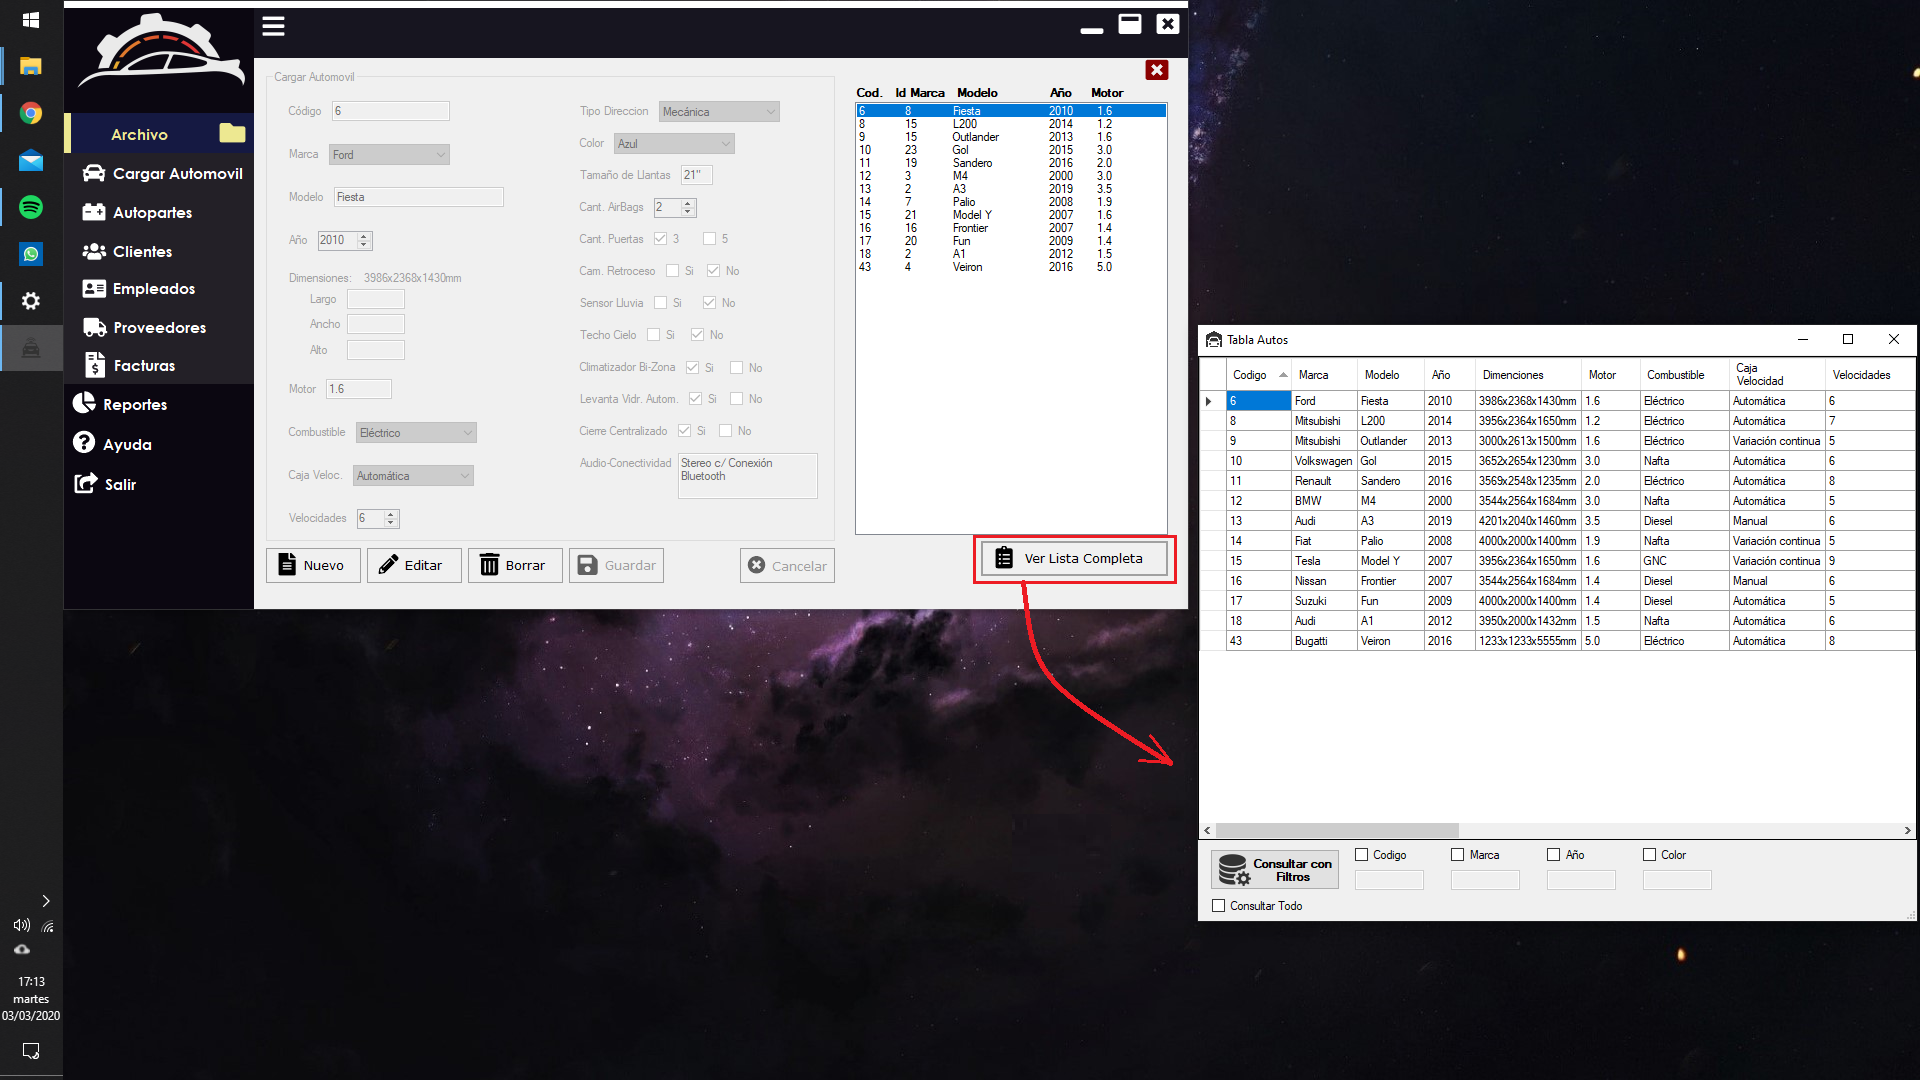 Archivo
Cargar Automovil
Autopartes
Clientes
Empleados
Proveedores
Facturas
Reportes
Ayuda
Salir
Cargar Automovil
Código 6
Marca Ford
Modelo Fiesta
Año 2010
Dimensiones: 3986x2368x1430mm
Largo
Ancho
Alto
Motor 1.6
Combustible Eléctrico
Caja Veloc. Automática
Velocidades 6
Tipo Direccion Mecánica
Color Azul
Tamaño de Llantas 21"
Cant. AirBags 2
Cant. Puertas 3 5
Cam. Retroceso Si No
Sensor Lluvia Si No
Techo Cielo Si No
Climatizador Bi-Zona Si No
Levanta Vidr. Autom. Si No
Cierre Centralizado Si No
Audio-Conectividad Stereo c/ Conexión
Bluetooth
Nuevo Editar Borrar Guardar Cancelar
Cod. Id Marca Modelo Año Motor
6 8 Fiesta 2010 1.6
8 15 L200 2014 1.2
9 15 Outlander 2013 1.6
10 23 Gol 2015 3.0
11 19 Sandero 2016 2.0
12 3 M4 2000 3.0
13 2 A3 2019 3.5
14 7 Palio 2008 1.9
15 21 Model Y 2007 1.6
16 16 Frontier 2007 1.4
17 20 Fun 2009 1.4
18 2 A1 2012 1.5
43 4 Veiron 2016 5.0
Ver Lista Completa
Tabla Autos
Codigo Marca Modelo Año Dimenciones Motor Combustible Caja Velocidad Velocidades
6 Ford Fiesta 2010 3986x2368x1430mm 1.6 Eléctrico Automática 6
8 Mitsubishi L200 2014 3956x2364x1650mm 1.2 Eléctrico Automática 7
9 Mitsubishi Outlander 2013 3000x2613x1500mm 1.6 Eléctrico Variación continua 5
10 Volkswagen Gol 2015 3652x2654x1230mm 3.0 Nafta Automática 6
11 Renault Sandero 2016 3569x2548x1235mm 2.0 Eléctrico Automática 8
12 BMW M4 2000 3544x2564x1684mm 3.0 Nafta Automática 5
13 Audi A3 2019 4201x2040x1460mm 3.5 Diesel Manual 6
14 Fiat Palio 2008 4000x2000x1400mm 1.9 Nafta Variación continua 5
15 Tesla Model Y 2007 3956x2364x1650mm 1.6 GNC Variación continua 9
16 Nissan Frontier 2007 3544x2564x1684mm 1.4 Diesel Manual 6
17 Suzuki Fun 2009 4000x2000x1400mm 1.4 Diesel Automática 5
18 Audi A1 2012 3950x2000x1432mm 1.5 Nafta Automática 6
43 Bugatti Veiron 2016 1233x1233x5555mm 5.0 Eléctrico Automática 8
Consultar con
Filtros
Codigo Marca Año Color
Consultar Todo
17:13
martes
03/03/2020